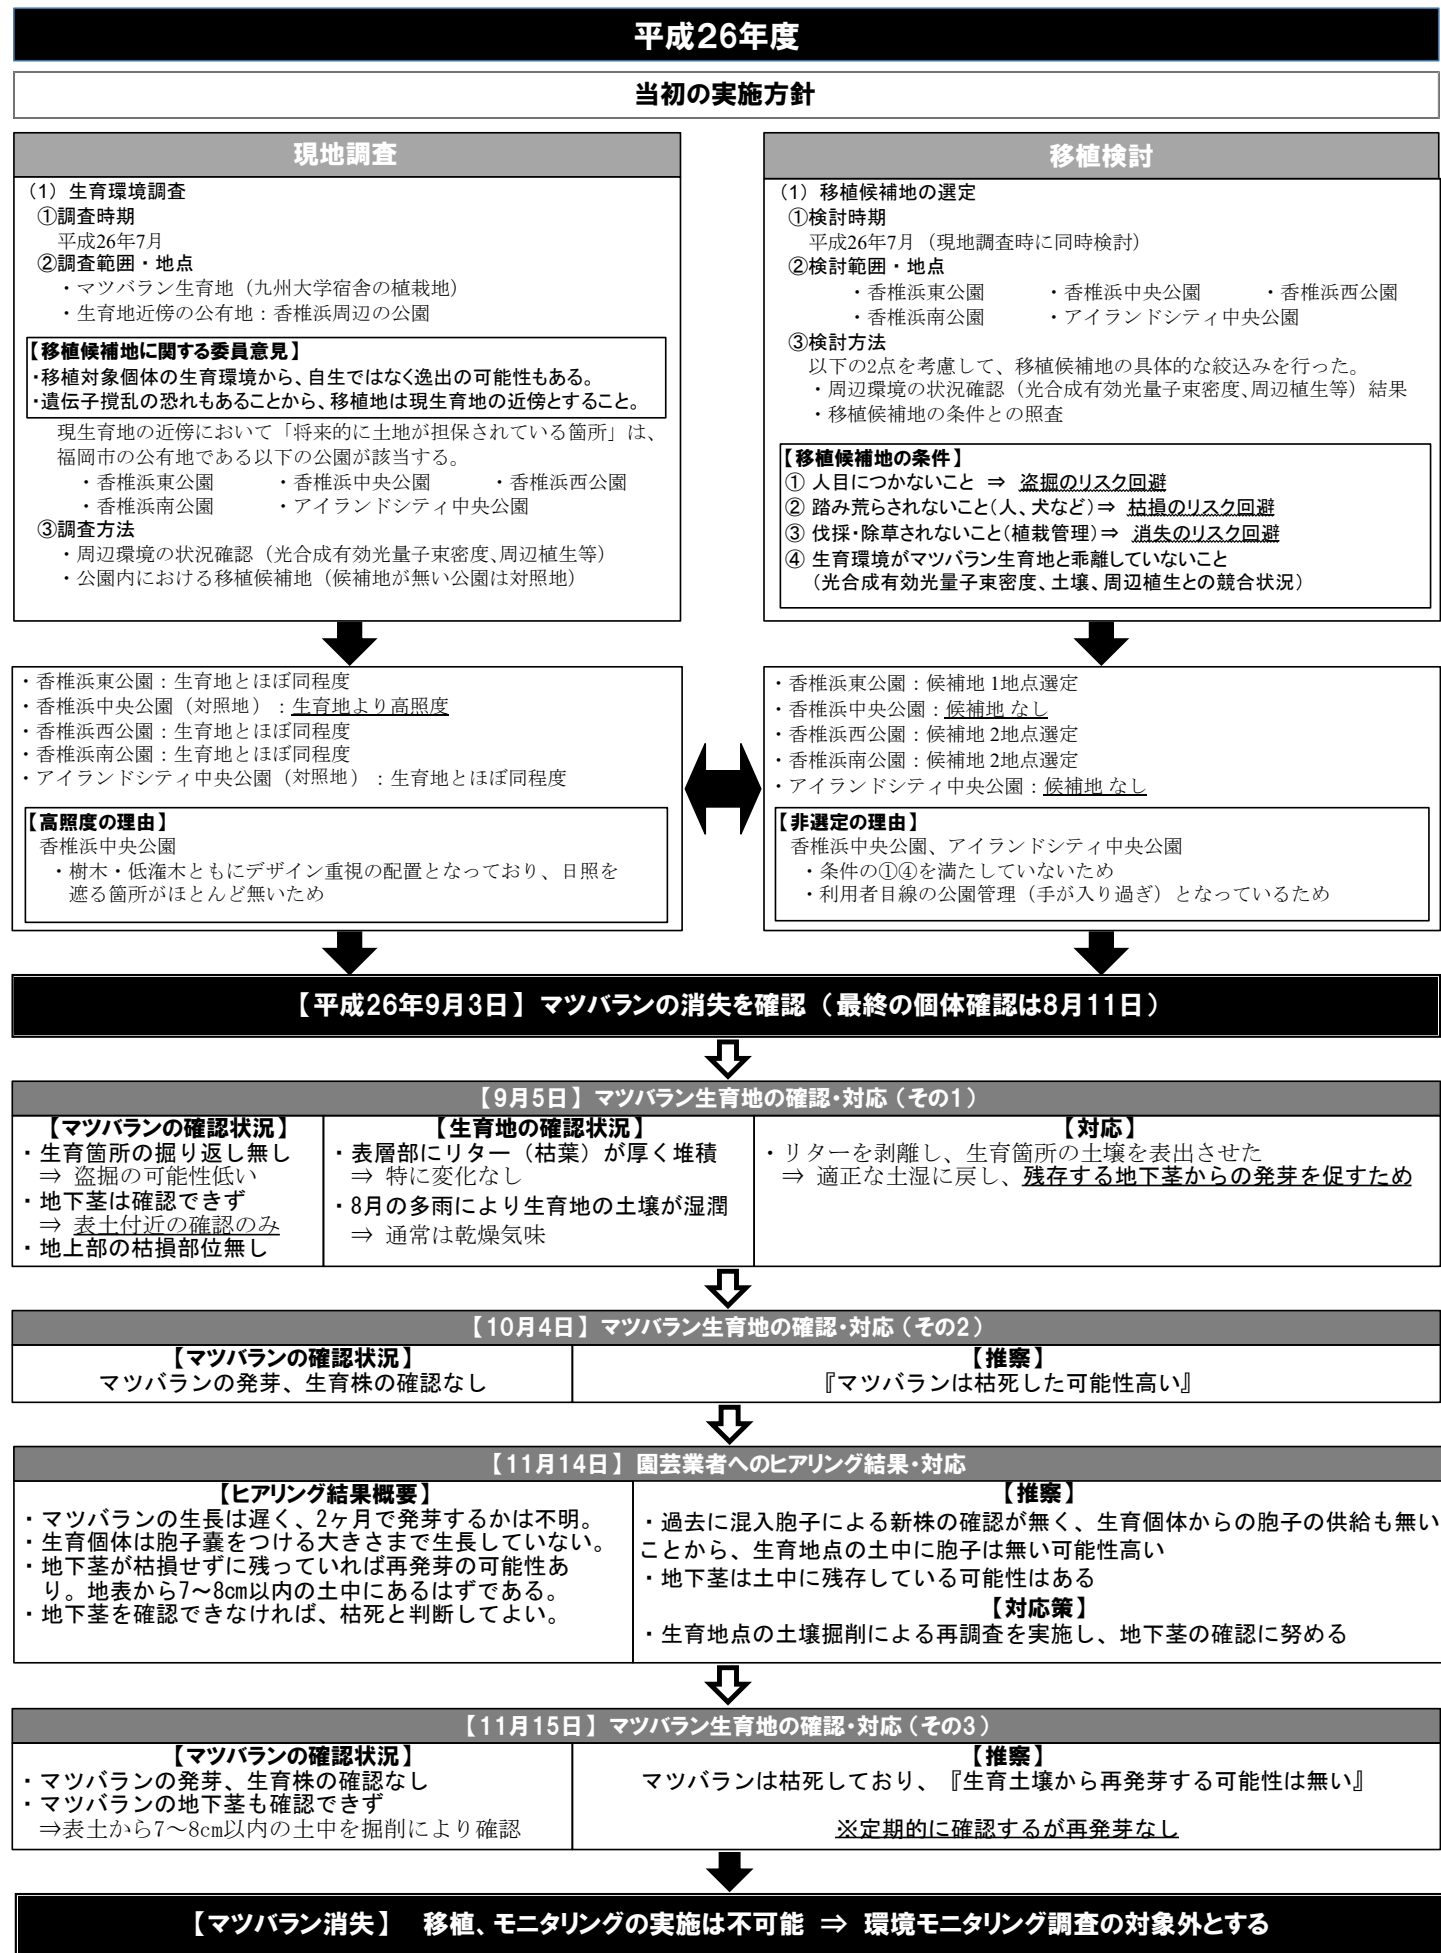 平成26年度
当初の実施方針
現地調査
（1）生育環境調査
①調査時期
平成26年7月
②調査範囲・地点
・マツバラン生育地（九州大学宿舎の植栽地）
・生育地近傍の公有地：香椎浜周辺の公園
【移植候補地に関する委員意見】
・移植対象個体の生育環境から、自生ではなく逸出の可能性もある。
・遺伝子撹乱の恐れもあることから、移植地は現生育地の近傍とすること。
現生育地の近傍において「将来的に土地が担保されている箇所」は、
福岡市の公有地である以下の公園が該当する。
・香椎浜東公園 ・香椎浜中央公園 ・香椎浜西公園
・香椎浜南公園 ・アイランドシティ中央公園
③調査方法
・周辺環境の状況確認（光合成有効光量子束密度、周辺植生等）
・公園内における移植候補地（候補地が無い公園は対照地）
移植検討
（1）移植候補地の選定
①検討時期
平成26年7月（現地調査時に同時検討）
②検討範囲・地点
・香椎浜東公園 ・香椎浜中央公園 ・香椎浜西公園
・香椎浜南公園 ・アイランドシティ中央公園
③検討方法
以下の2点を考慮して、移植候補地の具体的な絞込みを行った。
・周辺環境の状況確認（光合成有効光量子束密度、周辺植生等）結果
・移植候補地の条件との照査
【移植候補地の条件】
① 人目につかないこと ⇒ 盗掘のリスク回避
② 踏み荒らされないこと（人、犬など）⇒ 枯損のリスク回避
③ 伐採・除草されないこと（植栽管理）⇒ 消失のリスク回避
④ 生育環境がマツバラン生育地と乖離していないこと
（光合成有効光量子束密度、土壌、周辺植生との競合状況）
・香椎浜東公園：生育地とほぼ同程度
・香椎浜中央公園（対照地）：生育地より高照度
・香椎浜西公園：生育地とほぼ同程度
・香椎浜南公園：生育地とほぼ同程度
・アイランドシティ中央公園（対照地）：生育地とほぼ同程度
【高照度の理由】
香椎浜中央公園
・樹木・低潅木ともにデザイン重視の配置となっており、日照を
遮る箇所がほとんど無いため
・香椎浜東公園：候補地 1地点選定
・香椎浜中央公園：候補地 なし
・香椎浜西公園：候補地 2地点選定
・香椎浜南公園：候補地 2地点選定
・アイランドシティ中央公園：候補地 なし
【非選定の理由】
香椎浜中央公園、アイランドシティ中央公園
・条件の①④を満たしていないため
・利用者目線の公園管理（手が入り過ぎ）となっているため
【平成26年9月3日】マツバランの消失を確認（最終の個体確認は8月11日）
【9月5日】マツバラン生育地の確認・対応（その1）
【マツバランの確認状況】
・生育箇所の掘り返し無し
⇒ 盗掘の可能性低い
・地下茎は確認できず
⇒ 表土付近の確認のみ
・地上部の枯損部位無し
【生育地の確認状況】
・表層部にリター（枯葉）が厚く堆積
⇒ 特に変化なし
・8月の多雨により生育地の土壌が湿潤
⇒ 通常は乾燥気味
【対応】
・リターを剥離し、生育箇所の土壌を表出させた
⇒ 適正な土湿に戻し、残存する地下茎からの発芽を促すため
【10月4日】マツバラン生育地の確認・対応（その2）
【マツバランの確認状況】
マツバランの発芽、生育株の確認なし
【推察】
『マツバランは枯死した可能性高い』
【11月14日】園芸業者へのヒアリング結果・対応
【ヒアリング結果概要】
・マツバランの生長は遅く、2ヶ月で発芽するかは不明。
・生育個体は胞子嚢をつける大きさまで生長していない。
・地下茎が枯損せずに残っていれば再発芽の可能性あ
り。地表から7～8cm以内の土中にあるはずである。
・地下茎を確認できなければ、枯死と判断してよい。
【推察】
・過去に混入胞子による新株の確認が無く、生育個体からの胞子の供給も無い
ことから、生育地点の土中に胞子は無い可能性高い
・地下茎は土中に残存している可能性はある
【対応策】
・生育地点の土壌掘削による再調査を実施し、地下茎の確認に努める
【11月15日】マツバラン生育地の確認・対応（その3）
【マツバランの確認状況】
・マツバランの発芽、生育株の確認なし
・マツバランの地下茎も確認できず
⇒表土から7～8cm以内の土中を掘削により確認
【推察】
マツバランは枯死しており、『生育土壌から再発芽する可能性は無い』
※定期的に確認するが再発芽なし
【マツバラン消失】 移植、モニタリングの実施は不可能 ⇒ 環境モニタリング調査の対象外とする